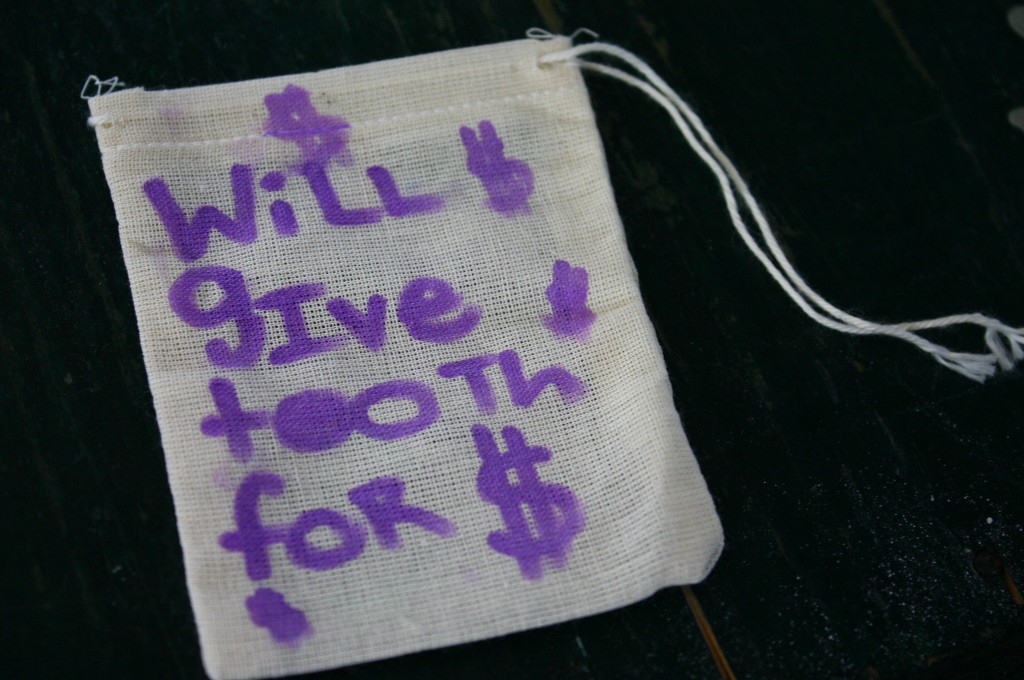 Will $
give
tooth
for $